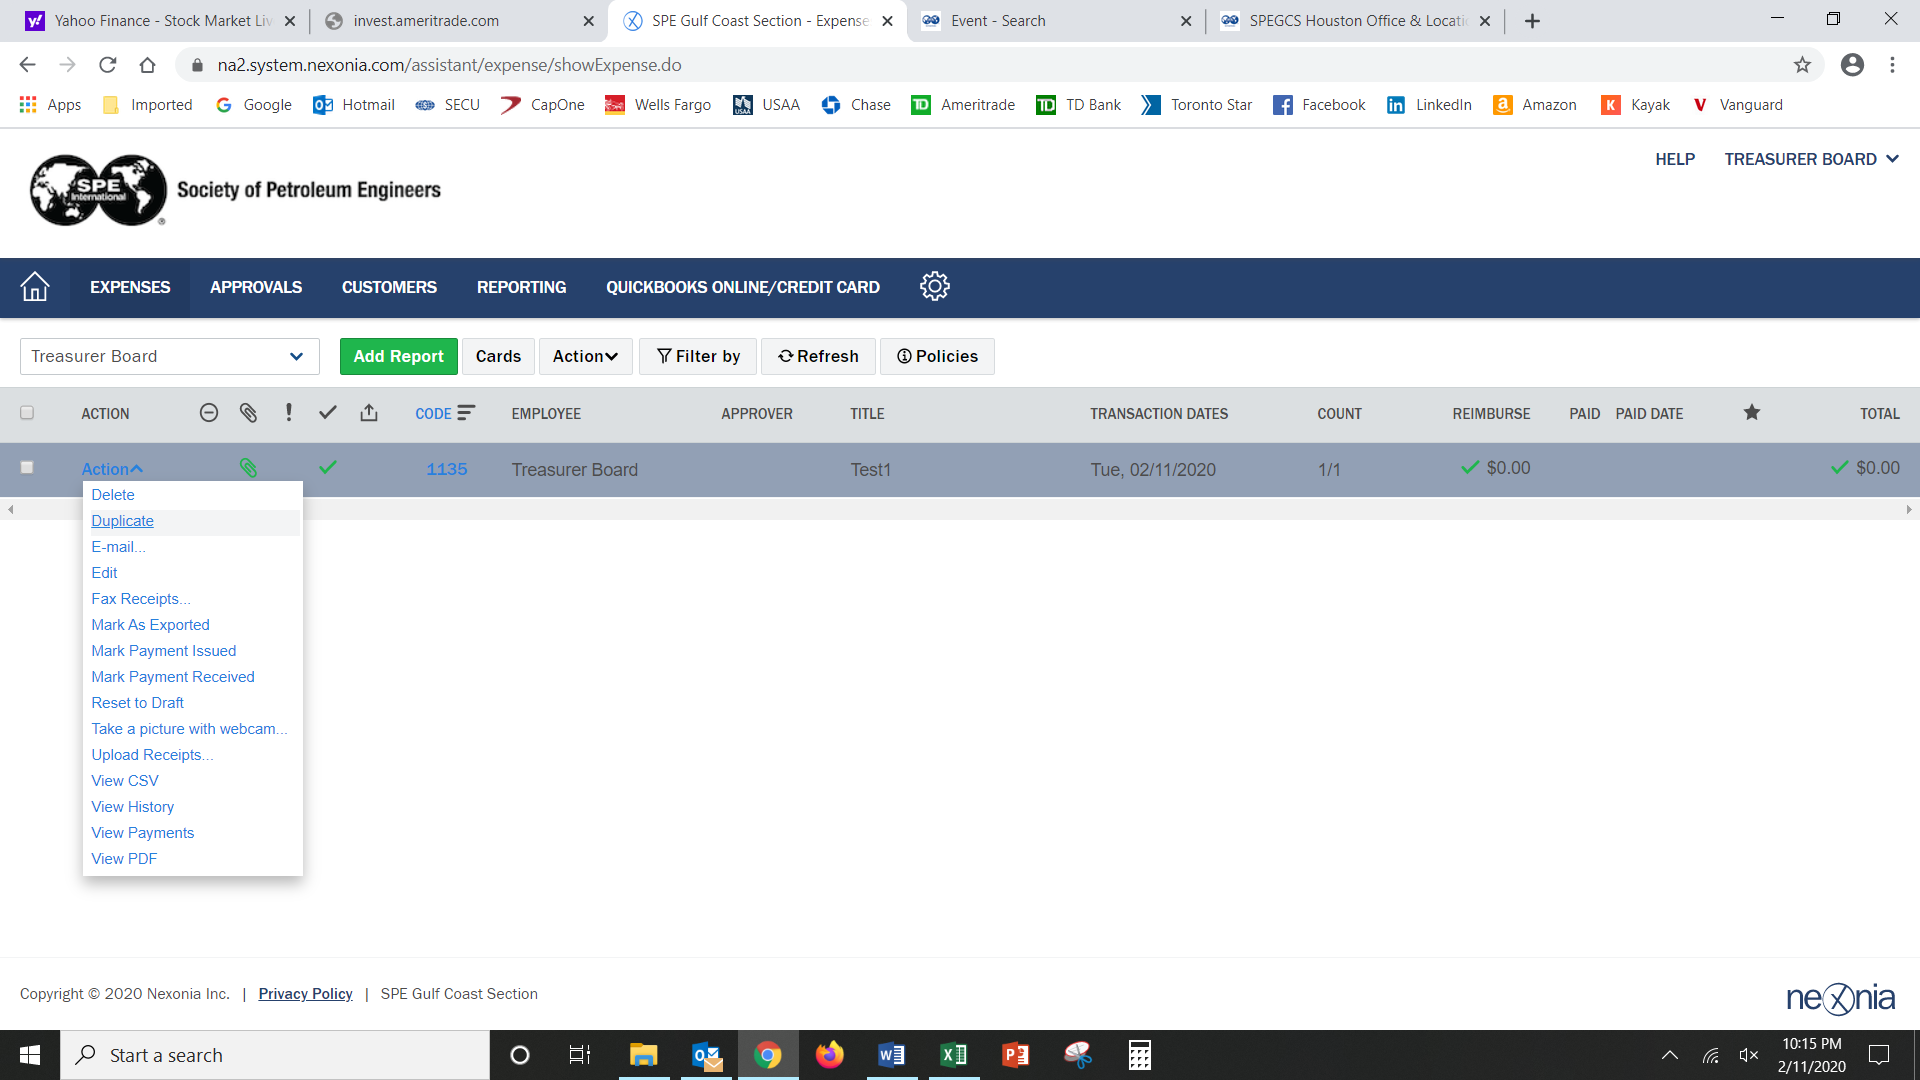 Yahoo Finance - Stock Market Liv
invest.ameritrade.com
SPE Gulf Coast Section - Expense
Event - Search
SPEGCS Houston Office & Locati
na2.system.nexonia.com/assistant/expense/showExpense.do
Apps Imported Google Hotmail SECU CapOne Wells Fargo USAA Chase Ameritrade TD Bank Toronto Star Facebook LinkedIn Amazon Kayak Vanguard
HELP TREASURER BOARD
SPE
International
Society of Petroleum Engineers
EXPENSES APPROVALS CUSTOMERS REPORTING QUICKBOOKS ONLINE/CREDIT CARD
Treasurer Board Add Report Cards Action Filter by Refresh Policies
ACTION CODE EMPLOYEE APPROVER TITLE TRANSACTION DATES COUNT REIMBURSE PAID PAID DATE TOTAL
Action 1135 Treasurer Board Test1 Tue, 02/11/2020 1/1 $0.00 $0.00
Delete
Duplicate
E-mail...
Edit
Fax Receipts...
Mark As Exported
Mark Payment Issued
Mark Payment Received
Reset to Draft
Take a picture with webcam...
Upload Receipts...
View CSV
View History
View Payments
View PDF
Copyright © 2020 Nexonia Inc. | Privacy Policy | SPE Gulf Coast Section
nexonia
Start a search
10:15 PM
2/11/2020